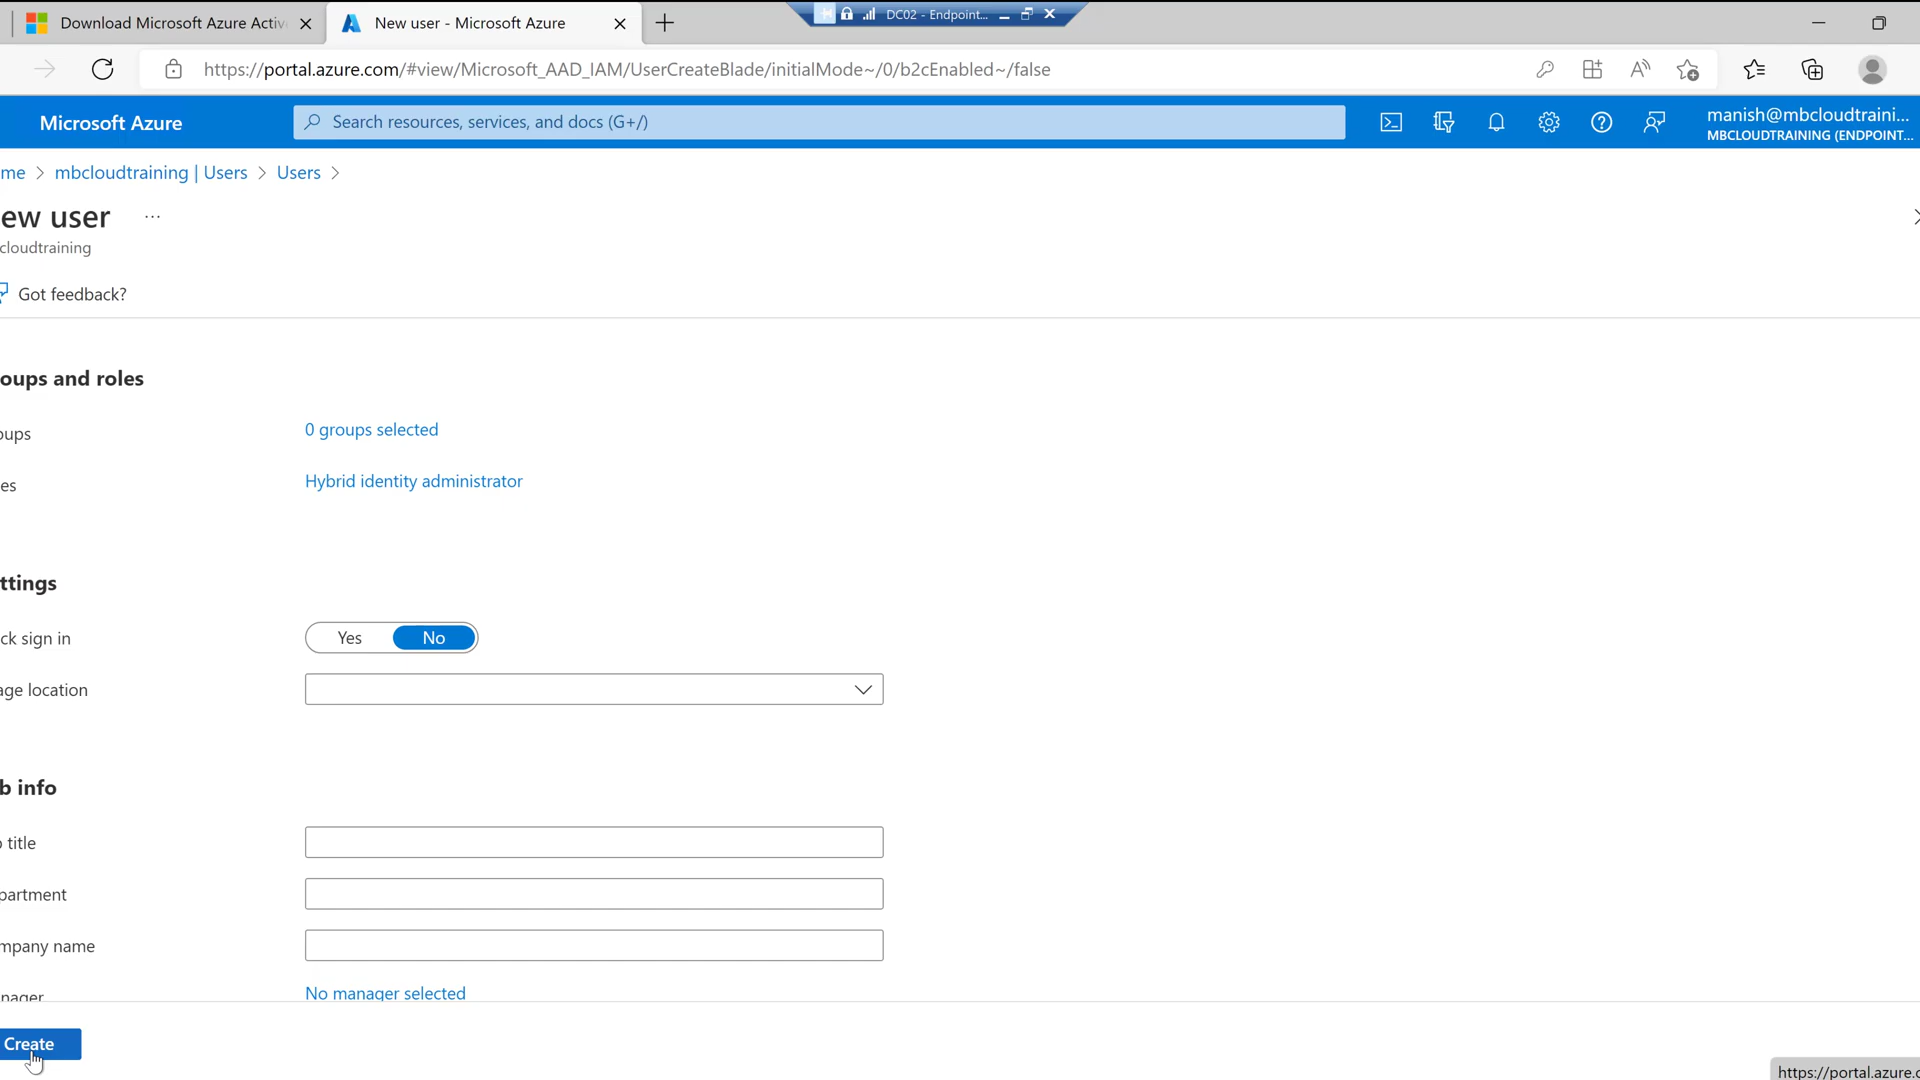 Download Microsoft Azure Active
New user - Microsoft Azure
DC02 - Endpoint...
https://portal.azure.com/#view/Microsoft_AAD_IAM/UserCreateBlade/initialMode~/0/b2cEnabled~/false
Microsoft Azure
Search resources, services, and docs (G+/)
manish@mbcloudtraini...
MBCLOUDTRAINING (ENDPOINT...
me > mbcloudtraining | Users > Users >
ew user ...
cloudtraining
Got feedback?
oups and roles
oups
0 groups selected
es
Hybrid identity administrator
ttings
ck sign in
Yes No
age location
b info
title
partment
mpany name
nager
No manager selected
Create
https://portal.azure.c